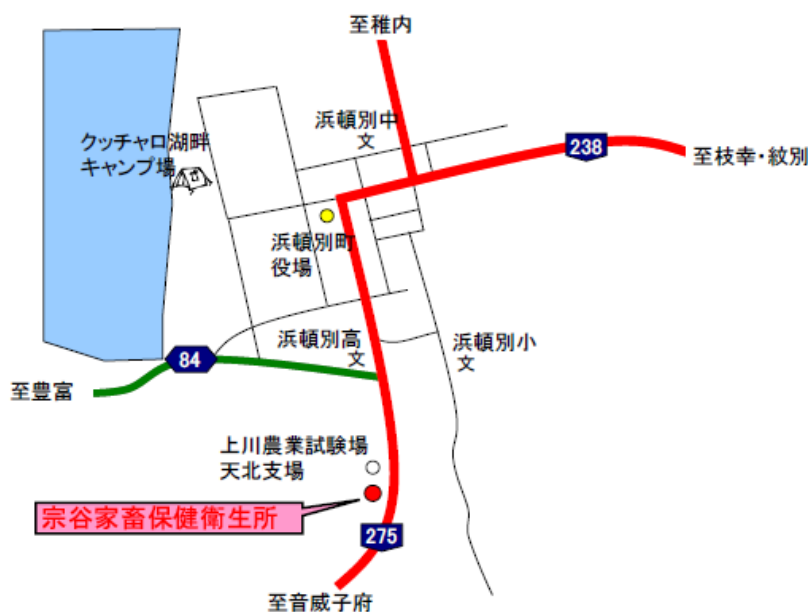 至稚内
浜頓別中
文
クッチャロ湖畔
キャンプ場
238
至枝幸・紋別
浜頓別町
役場
浜頓別高
文
浜頓別小
文
84
至豊富
上川農業試験場
天北支場
宗谷家畜保健衛生所
275
至音威子府